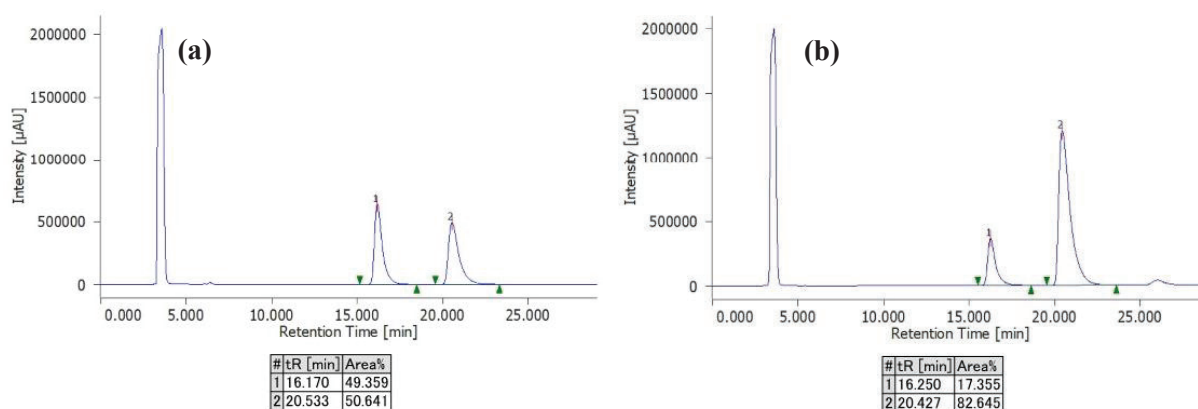 (a)
Intensity [µAU]
2000000
1500000
1000000
500000
0
1
2
0.000 5.000 10.000 15.000 20.000 25.000
Retention Time [min]
# tR [min] Area%
1 16.170 49.359
2 20.533 50.641
(b)
Intensity [µAU]
2000000
1500000
1000000
500000
0
1
2
0.000 5.000 10.000 15.000 20.000 25.000
Retention Time [min]
# tR [min] Area%
1 16.250 17.355
2 20.427 82.645